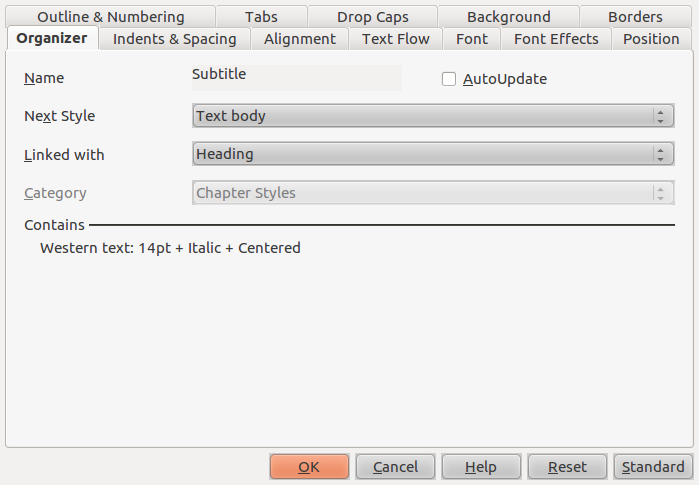 Outline & Numbering Tabs Drop Caps Background Borders
Organizer Indents & Spacing Alignment Text Flow Font Font Effects Position
Name Subtitle AutoUpdate
Next Style Text body
Linked with Heading
Category Chapter Styles
Contains
Western text: 14pt + Italic + Centered
OK Cancel Help Reset Standard